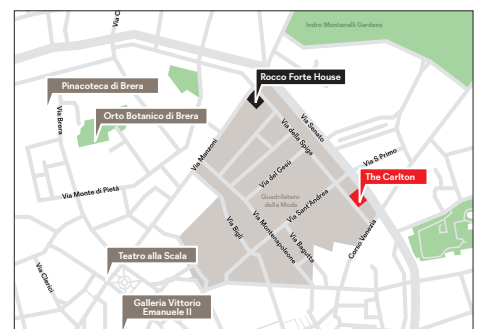 Indro Montanelli Gardens
Rocco Forte House
Pinacoteca di Brera
Orto Botanico di Brera
Via Brera
Via Senato
Via della Spiga
Via Manzoni
Via S Primo
Via del Gesù
The Carlton
Via Monte di Pietà
Quadrilatero
della Moda
Via Sant'Andrea
Via Bigli
Via Montenapoleone
Via Bagutta
Corso Venezia
Teatro alla Scala
Via Clerici
Galleria Vittorio
Emanuele II